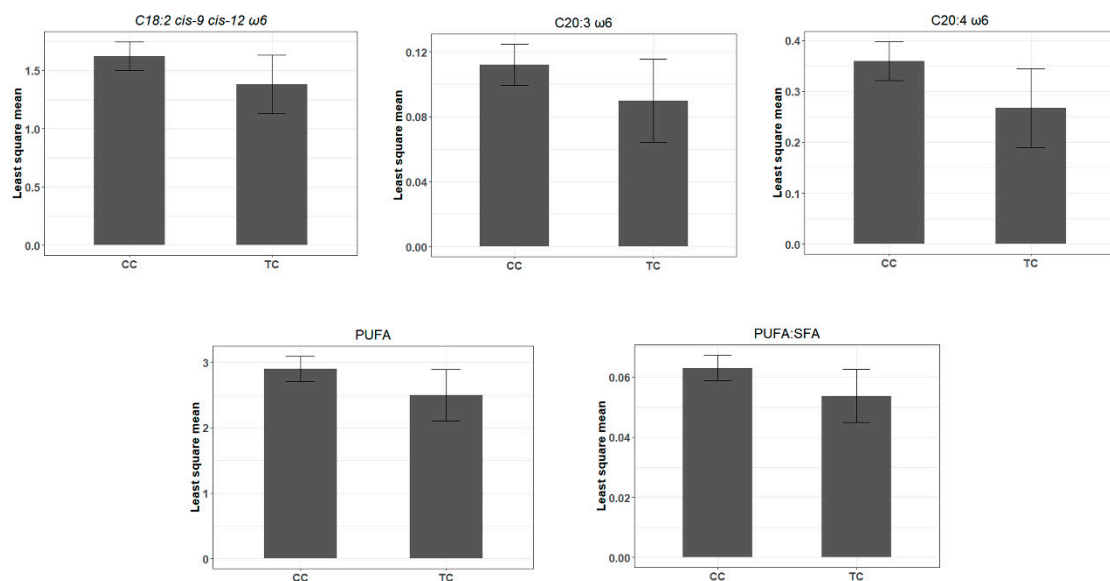 C18:2 cis-9 cis-12 ω6
Least square mean
1.5
1.0
0.5
0.0
CC TC
C20:3 ω6
Least square mean
0.12
0.08
0.04
0.00
CC TC
C20:4 ω6
Least square mean
0.4
0.3
0.2
0.1
0.0
CC TC
PUFA
Least square mean
3
2
1
0
CC TC
PUFA:SFA
Least square mean
0.06
0.04
0.02
0.00
CC TC